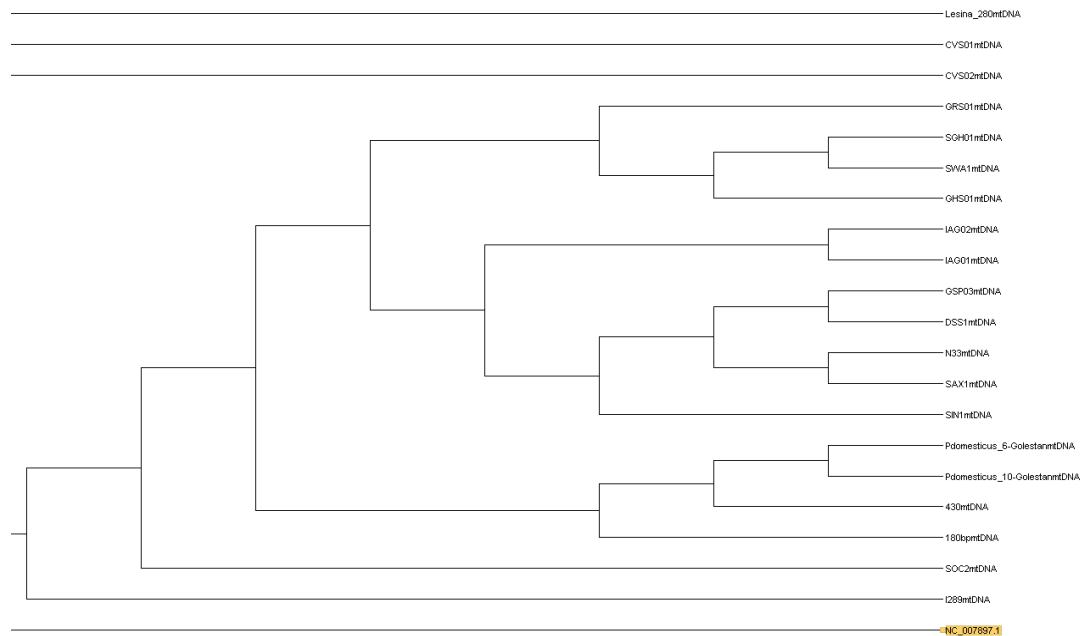 Lesina_280mtDNA
CVS01mtDNA
CVS02mtDNA
GRS01mtDNA
SGH01mtDNA
SWA1mtDNA
GHS01mtDNA
IAG02mtDNA
IAG01mtDNA
GSP03mtDNA
DSS1mtDNA
N33mtDNA
SAX1mtDNA
SIN1mtDNA
Pdomesticus_6-GolestanmtDNA
Pdomesticus_10-GolestanmtDNA
430mtDNA
180bpmtDNA
SOC2mtDNA
I289mtDNA
NC_007897.1